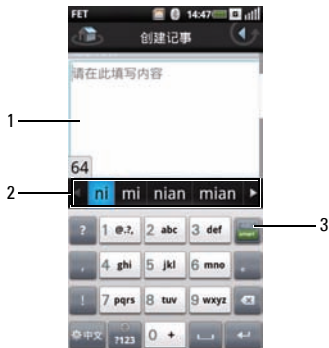 FET 14:47
创建记事
请在此填写内容
1
64
2 ni mi nian mian
3
? 1 @.?, 2 abc 3 def
, 4 ghi 5 jkl 6 mno 。
! 7 pqrs 8 tuv 9 wxyz
中文 ?123 0 +